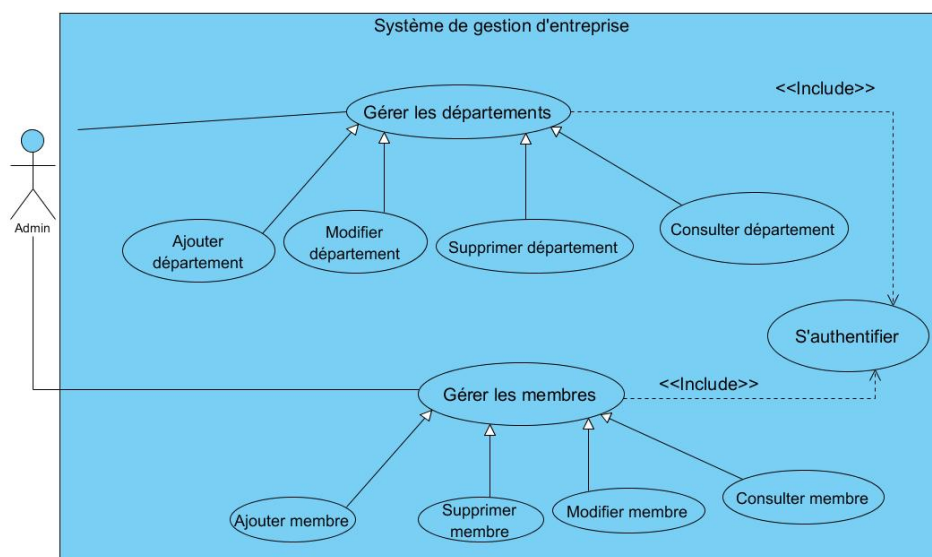 Système de gestion d'entreprise
<<Include>>
Gérer les départements
Admin
Ajouter
département
Modifier
département
Supprimer département
Consulter département
S'authentifier
<<Include>>
Gérer les membres
Ajouter membre
Supprimer
membre
Modifier membre
Consulter membre